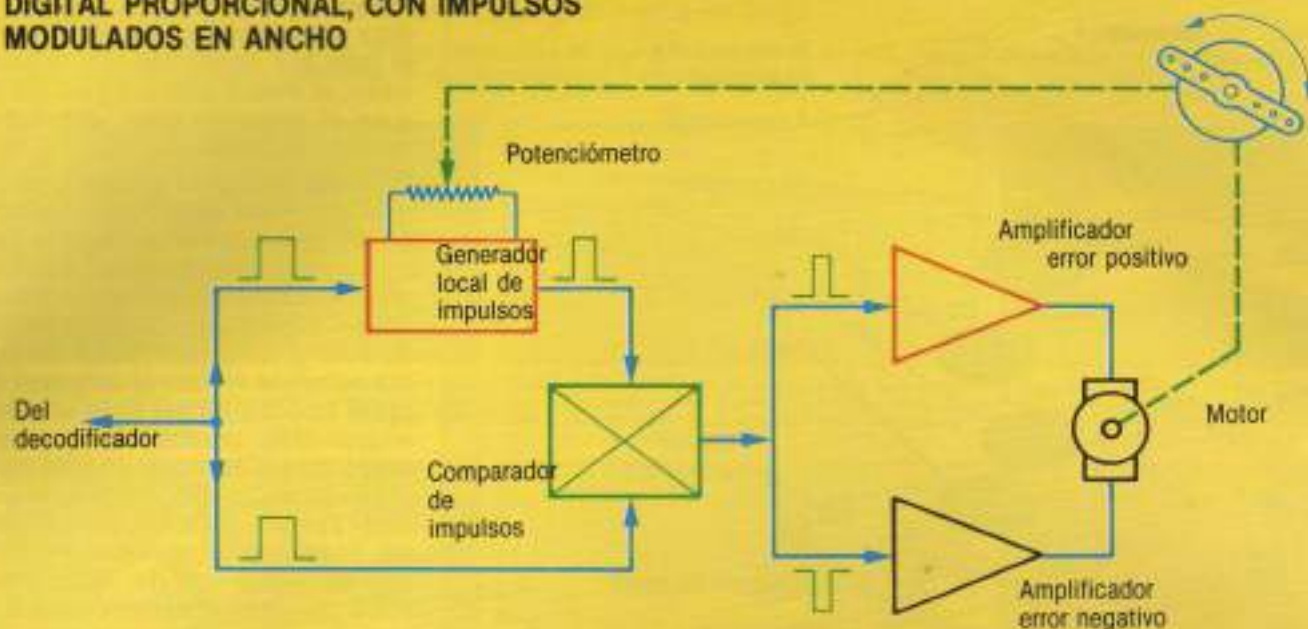 DIGITAL PROPORCIONAL, CON IMPULSOS
MODULADOS EN ANCHO
Potenciómetro
Generador
local de
impulsos
Amplificador
error positivo
Del
decodificador
Motor
Comparador
de
impulsos
Amplificador
error negativo